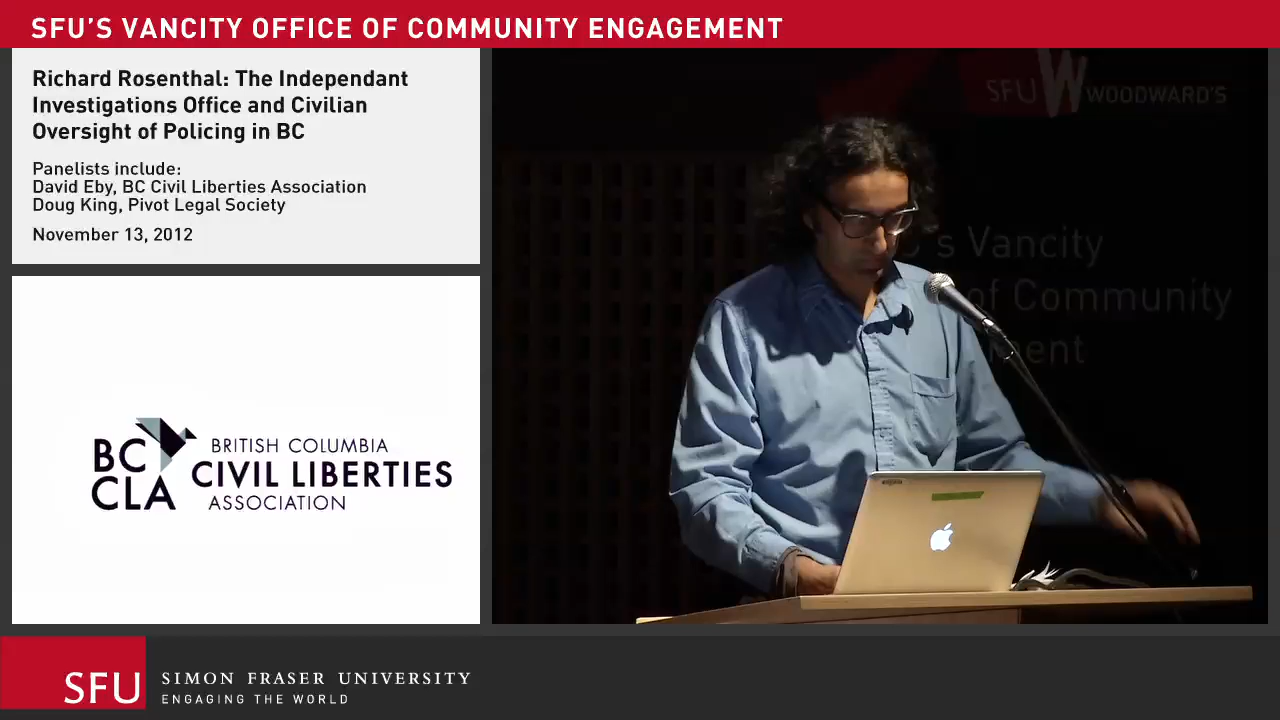 SFU'S VANCITY OFFICE OF COMMUNITY ENGAGEMENT
Richard Rosenthal: The Independant
Investigations Office and Civilian
Oversight of Policing in BC
Panelists include:
David Eby, BC Civil Liberties Association
Doug King, Pivot Legal Society
November 13, 2012
BC
CLA
BRITISH COLUMBIA
CIVIL LIBERTIES
ASSOCIATION
SFU W WOODWARD'S
's Vancity
of Community
ment
SFU
SIMON FRASER UNIVERSITY
ENGAGING THE WORLD